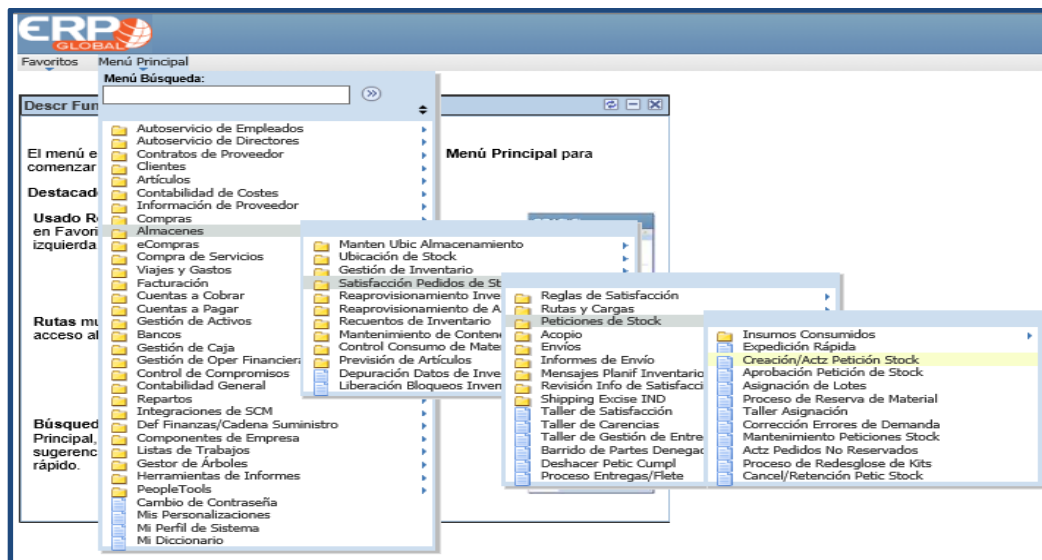 ERP
GLOBAL
Favoritos Menú Principal
Menú Búsqueda:
Descr Fun
El menú e
Menú Principal para
comenzar
Destacad
Usado R
en Favori
izquierda
Rutas mu
acceso al
Búsqued
Principal,
sugerenc
rápido.
Autoservicio de Empleados
Autoservicio de Directores
Contratos de Proveedor
Clientes
Artículos
Contabilidad de Costes
Información de Proveedor
Compras
Almacenes
eCompras
Compra de Servicios
Viajes y Gastos
Facturación
Cuentas a Cobrar
Cuentas a Pagar
Gestión de Activos
Bancos
Gestión de Caja
Gestión de Oper Financiera
Control de Compromisos
Contabilidad General
Repartos
Integraciones de SCM
Def Finanzas/Cadena Suministro
Componentes de Empresa
Listas de Trabajos
Gestor de Árboles
Herramientas de Informes
PeopleTools
Cambio de Contraseña
Mis Personalizaciones
Mi Perfil de Sistema
Mi Diccionario
Manten Ubic Almacenamiento
Ubicación de Stock
Gestión de Inventario
Satisfacción Pedidos de St
Reaprovisionamiento Inve
Reaprovisionamiento de A
Recuentos de Inventario
Mantenimiento de Contene
Control Consumo de Mater
Previsión de Artículos
Depuración Datos de Inve
Liberación Bloqueos Inven
Reglas de Satisfacción
Rutas y Cargas
Peticiones de Stock
Acopio
Envíos
Informes de Envío
Mensajes Planif Inventario
Revisión Info de Satisfacci
Shipping Excise IND
Taller de Satisfacción
Taller de Carencias
Taller de Gestión de Entre
Barrido de Partes Denegad
Deshacer Petic Cumpl
Proceso Entregas/Flete
Insumos Consumidos
Expedición Rápida
Creación/Actz Petición Stock
Aprobación Petición de Stock
Asignación de Lotes
Proceso de Reserva de Material
Taller Asignación
Corrección Errores de Demanda
Mantenimiento Peticiones Stock
Actz Pedidos No Reservados
Proceso de Redesglose de Kits
Cancel/Retención Petic Stock